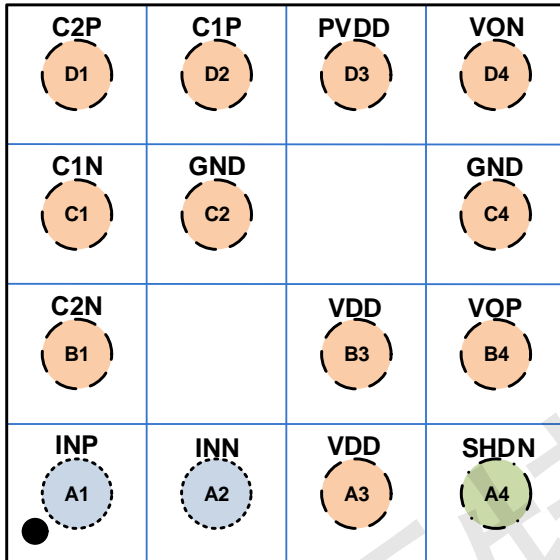 C2P C1P PVDD VON
D1 D2 D3 D4
C1N GND GND
C1 C2 C4
C2N VDD VOP
B1 B3 B4
INP INN VDD SHDN
A1 A2 A3 A4